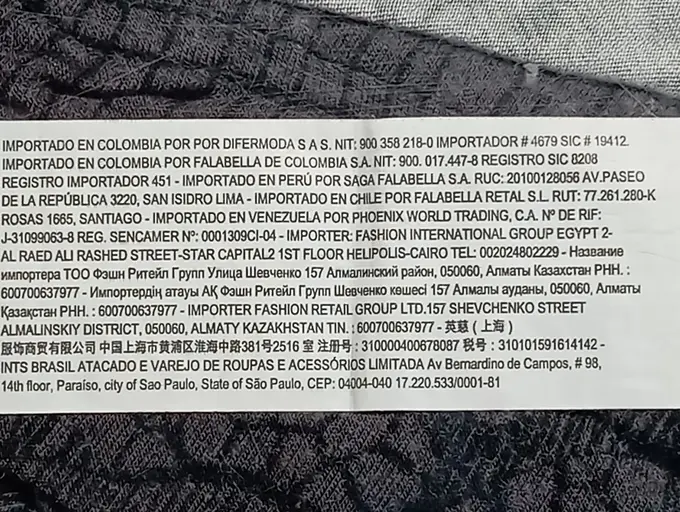 IMPORTADO EN COLOMBIA POR POR DIFERMODA S A S. NIT: 900 358 218-0 IMPORTADOR # 4679 SIC # 19412.
IMPORTADO EN COLOMBIA POR FALABELLA DE COLOMBIA S.A. NIT: 900. 017.447-8 REGISTRO SIC 8208
REGISTRO IMPORTADOR 451 - IMPORTADO EN PERÚ POR SAGA FALABELLA S.A. RUC: 20100128056 AV.PASEO
DE LA REPÚBLICA 3220, SAN ISIDRO LIMA - IMPORTADO EN CHILE POR FALABELLA RETAL S.L. RUT: 77.261.280-K
ROSAS 1665, SANTIAGO - IMPORTADO EN VENEZUELA POR PHOENIX WORLD TRADING, C.A. Nº DE RIF:
J-31099063-8 REG. SENCAMER Nº: 0001309CI-04 - IMPORTER: FASHION INTERNATIONAL GROUP EGYPT 2-
AL RAED ALI RASHED STREET-STAR CAPITAL2 1ST FLOOR HELIPOLIS-CAIRO TEL: 002024802229 - Название
импортера ТОО Фэшн Ритейл Групп Улица Шевченко 157 Алмалинский район, 050060, Алматы Казахстан РНН. :
600700637977 - Импортердің атауы АҚ Фэшн Ритейл Групп Шевченко көшесі 157 Алмалы ауданы, 050060, Алматы
Қазақстан РНН. : 600700637977 - IMPORTER FASHION RETAIL GROUP LTD.157 SHEVCHENKO STREET
ALMALINSKIY DISTRICT, 050060, ALMATY KAZAKHSTAN TIN. : 600700637977 - 英慈 ( 上海 )
服饰商贸有限公司 中国上海市黄浦区淮海中路381号2516 室 注册号 : 310000400678087 税号 : 310101591614142 -
INTS BRASIL ATACADO E VAREJO DE ROUPAS E ACESSÓRIOS LIMITADA Av Bernardino de Campos, # 98,
14th floor, Paraíso, city of Sao Paulo, State of São Paulo, CEP: 04004-040 17.220.533/0001-81